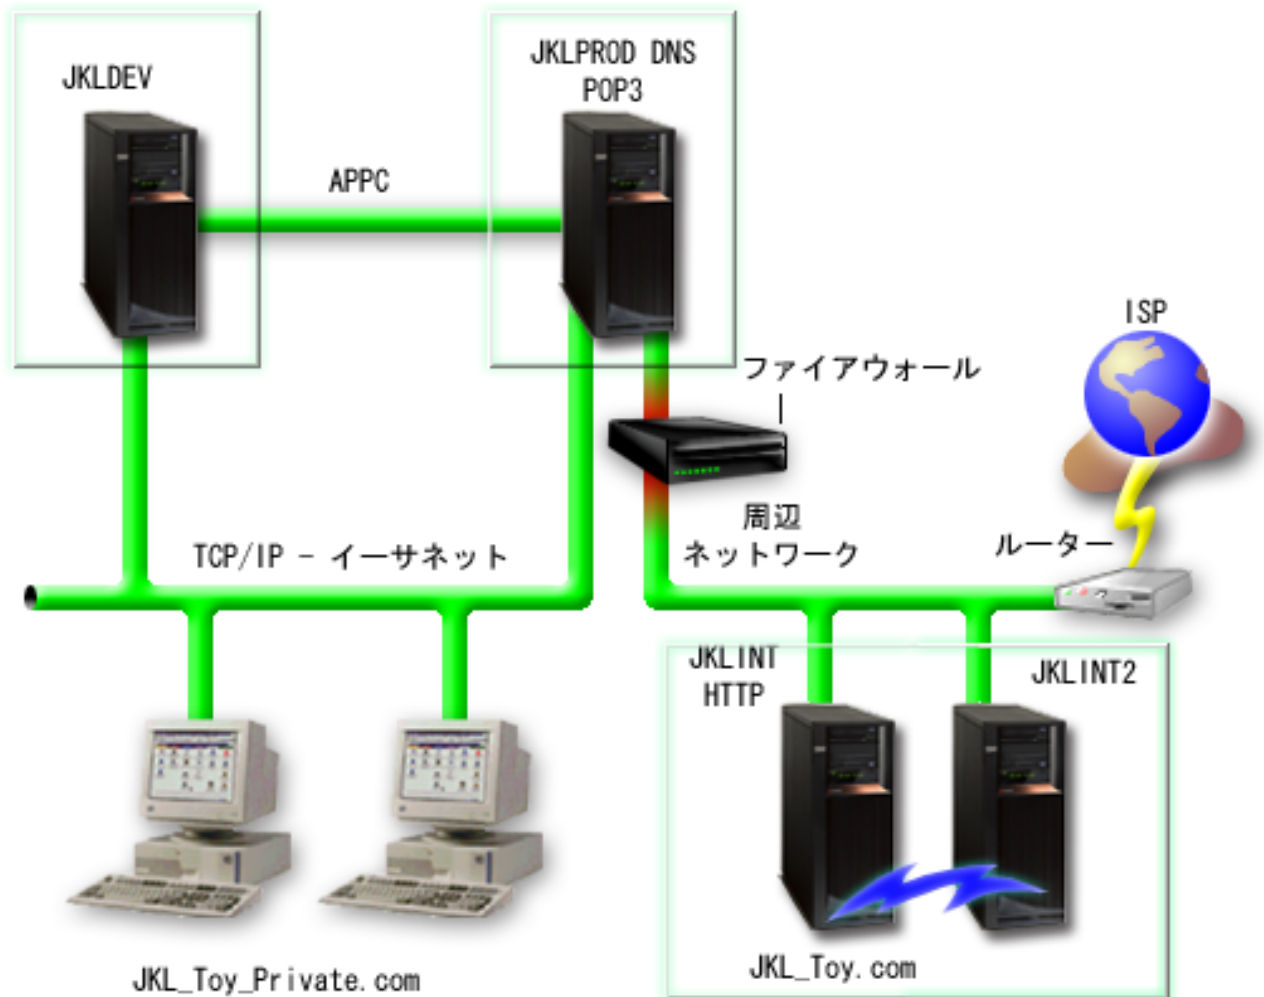 JKLDEV
JKLPROD DNS
POP3
APPC
ISP
ファイアウォール
周辺
ネットワーク
ルーター
TCP/IP - イーサネット
JKLINT
HTTP
JKLINT2
JKL_Toy_Private.com
JKL_Toy.com